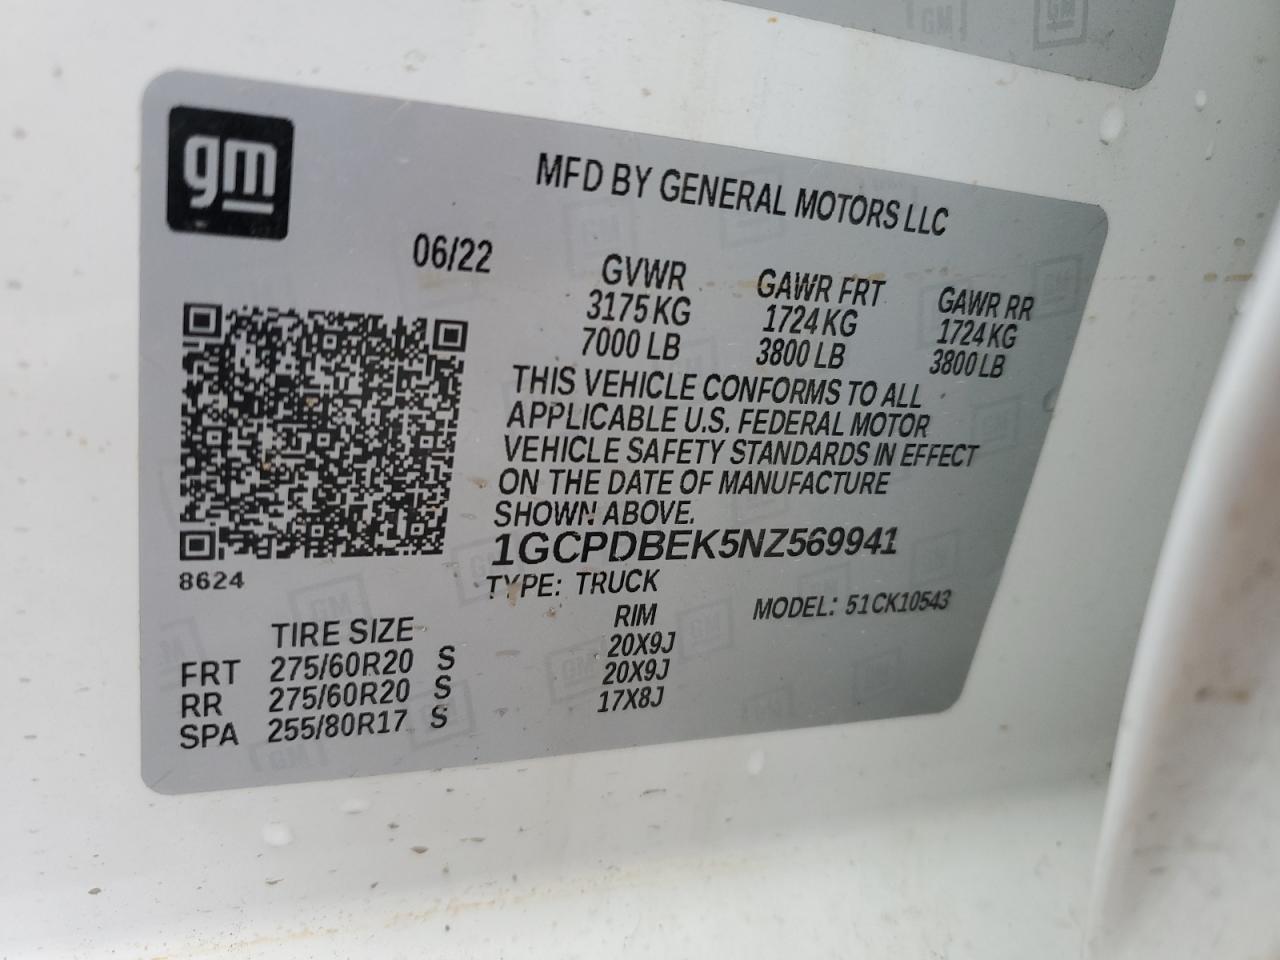 gm
MFD BY GENERAL MOTORS LLC
06/22
GVWR GAWR FRT GAWR RR
3175 KG 1724 KG 1724 KG
7000 LB 3800 LB 3800 LB
THIS VEHICLE CONFORMS TO ALL
APPLICABLE U.S. FEDERAL MOTOR
VEHICLE SAFETY STANDARDS IN EFFECT
ON THE DATE OF MANUFACTURE
SHOWN ABOVE.
1GCPDBEK5NZ569941
8624
TYPE: TRUCK
MODEL: 51CK10543
TIRE SIZE RIM
FRT 275/60R20 S 20X9J
RR 275/60R20 S 20X9J
SPA 255/80R17 S 17X8J